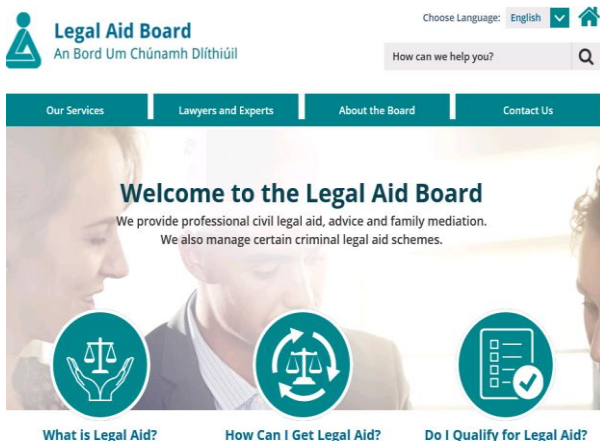 Choose Language: English
Legal Aid Board
An Bord Um Chúnamh Dlíthiúil
How can we help you?
Our Services Lawyers and Experts About the Board Contact Us
Welcome to the Legal Aid Board
We provide professional civil legal aid, advice and family mediation.
We also manage certain criminal legal aid schemes.
What is Legal Aid? How Can I Get Legal Aid? Do I Qualify for Legal Aid?